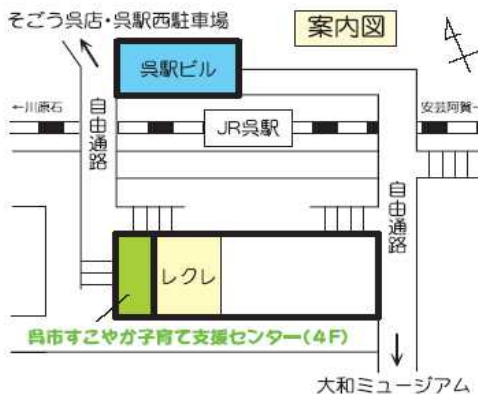 そごう呉店・呉駅西駐車場
案内図
呉駅ビル
←川原石
自由通路
JR呉駅
安芸阿賀→
自由通路
レクレ
呉市すこやか子育て支援センター(4F)
大和ミュージアム